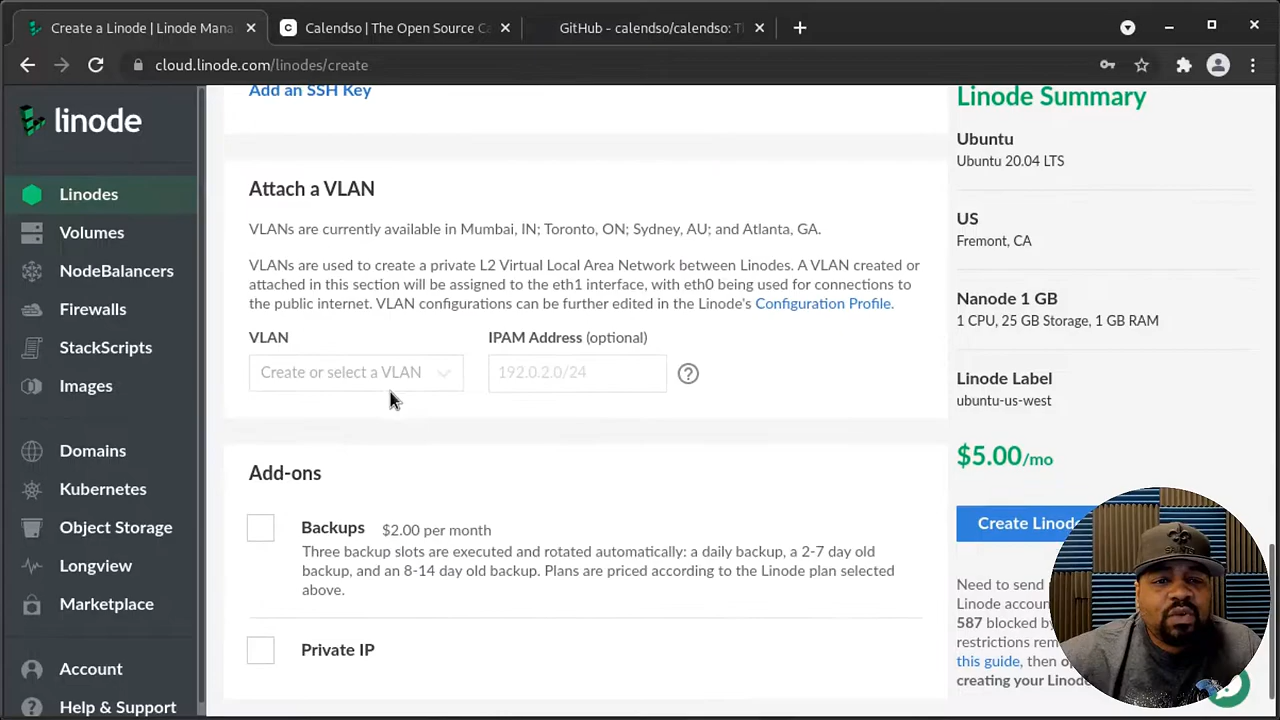 Create a Linode | Linode Mana
Calendso | The Open Source Ca
GitHub - calendso/calendso: Th
cloud.linode.com/linodes/create
linode
Linodes
Volumes
NodeBalancers
Firewalls
StackScripts
Images
Domains
Kubernetes
Object Storage
Longview
Marketplace
Account
Help & Support
Add an SSH Key
Attach a VLAN
VLANs are currently available in Mumbai, IN; Toronto, ON; Sydney, AU; and Atlanta, GA.
VLANs are used to create a private L2 Virtual Local Area Network between Linodes. A VLAN created or
attached in this section will be assigned to the eth1 interface, with eth0 being used for connections to
the public internet. VLAN configurations can be further edited in the Linode's Configuration Profile.
VLAN
IPAM Address (optional)
Create or select a VLAN
192.0.2.0/24
Add-ons
Backups $2.00 per month
Three backup slots are executed and rotated automatically: a daily backup, a 2-7 day old
backup, and an 8-14 day old backup. Plans are priced according to the Linode plan selected
above.
Private IP
Linode Summary
Ubuntu
Ubuntu 20.04 LTS
US
Fremont, CA
Nanode 1 GB
1 CPU, 25 GB Storage, 1 GB RAM
Linode Label
ubuntu-us-west
$5.00/mo
Create Linod
Need to send
Linode accoun
587 blocked by
restrictions rem
this guide, then op
creating your Linode
SAINTS